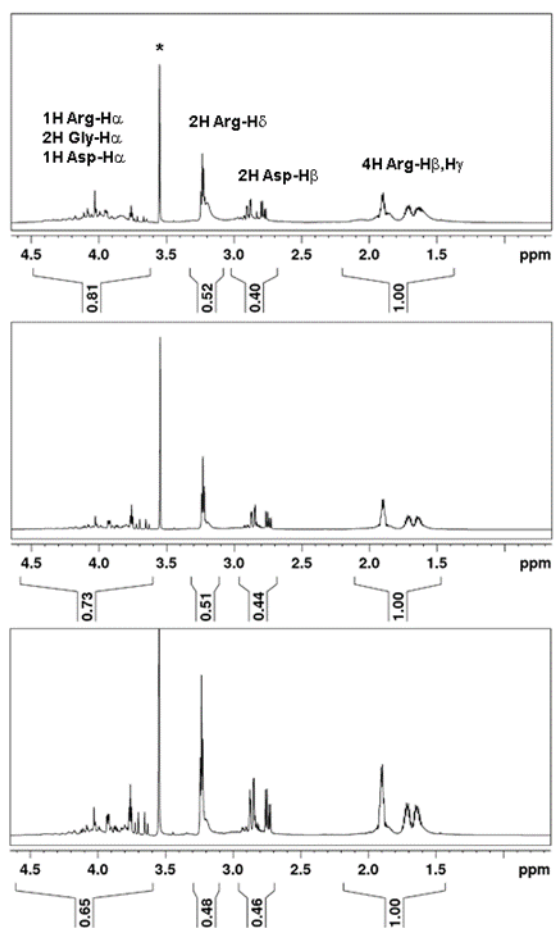 *
1H Arg-Hα
2H Gly-Hα
1H Asp-Hα
2H Arg-Hδ
2H Asp-Hβ
4H Arg-Hβ,Hγ
4.5 4.0 3.5 3.0 2.5 2.0 1.5 ppm
0.81 0.52 0.40 1.00
4.5 4.0 3.5 3.0 2.5 2.0 1.5 ppm
0.73 0.51 0.44 1.00
4.5 4.0 3.5 3.0 2.5 2.0 1.5 ppm
0.65 0.48 0.46 1.00